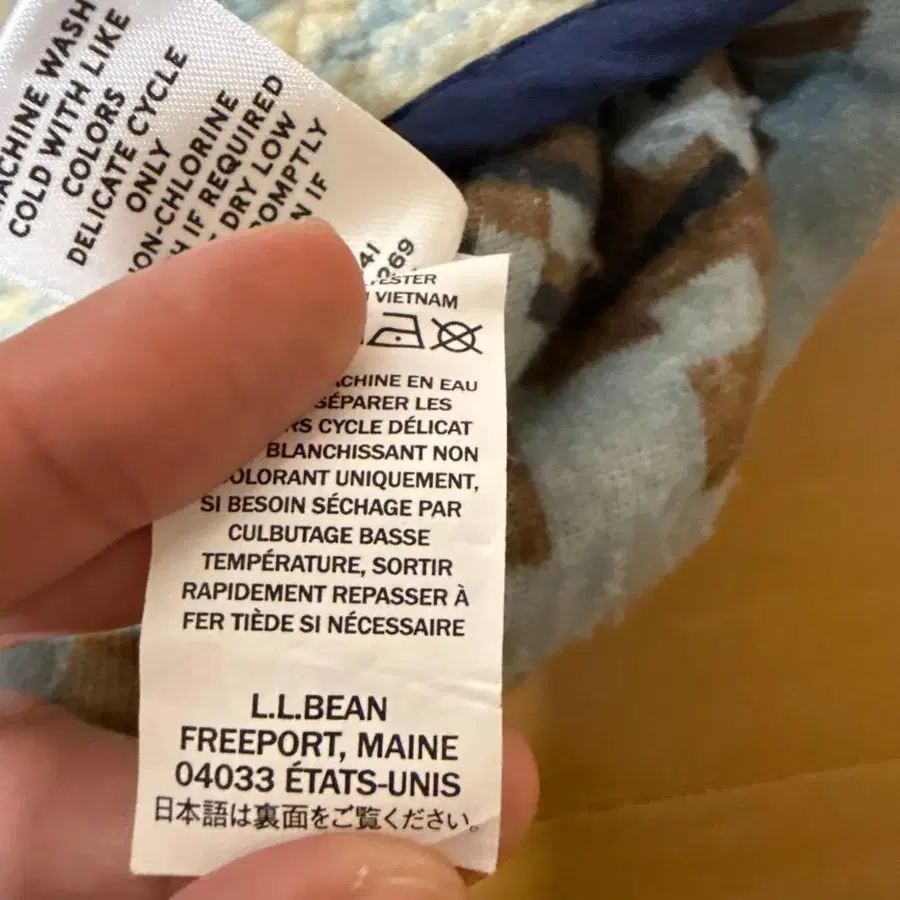 MACHINE WASH
COLD WITH LIKE
COLORS
DELICATE CYCLE
ONLY
NON-CHLORINE
IF REQUIRED
DRY LOW
IF
41
269
VIETNAM
EN EAU
SÉPARER LES
CYCLE DÉLICAT
BLANCHISSANT NON
UNIQUEMENT,
SI BESOIN SÉCHAGE PAR
CULBUTAGE BASSE
TEMPÉRATURE, SORTIR
RAPIDEMENT REPASSER À
FER TIÈDE SI NÉCESSAIRE
L.L.BEAN
FREEPORT, MAINE
04033 ÉTATS-UNIS
日本語は裏面をご覧ください。